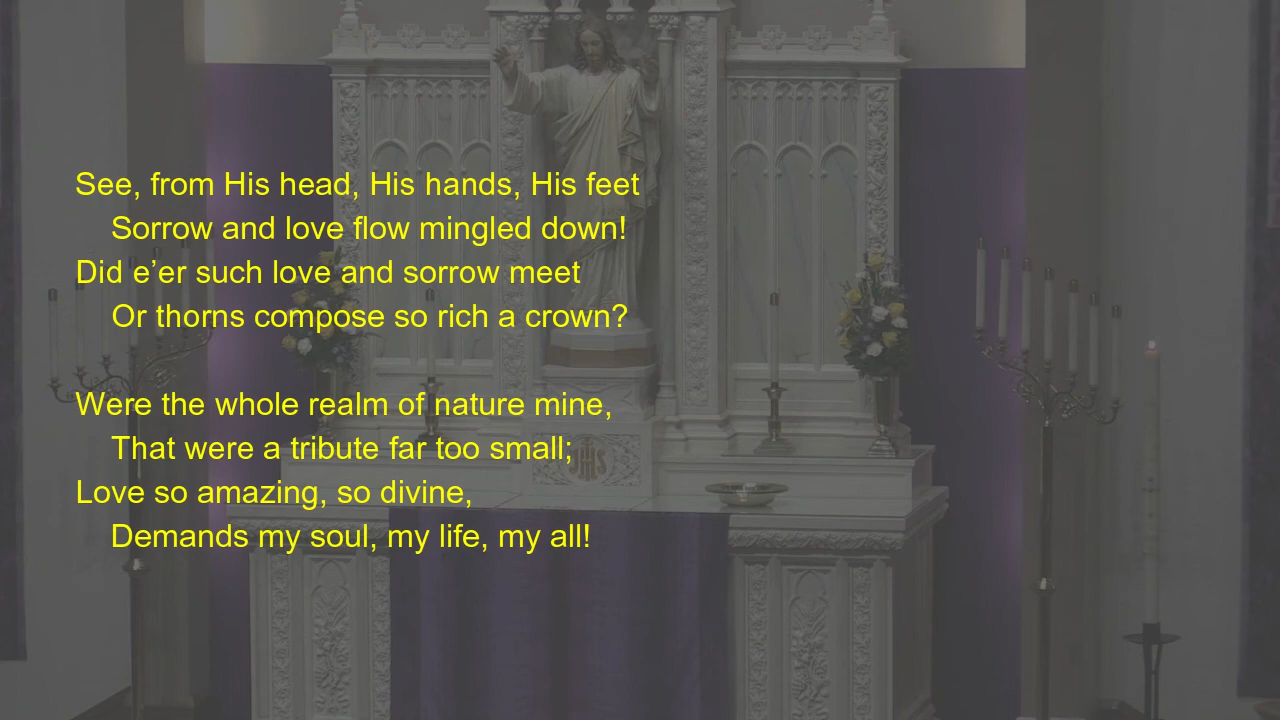 See, from His head, His hands, His feet
Sorrow and love flow mingled down!
Did e’er such love and sorrow meet
Or thorns compose so rich a crown?
Were the whole realm of nature mine,
That were a tribute far too small;
Love so amazing, so divine,
Demands my soul, my life, my all!
IHS